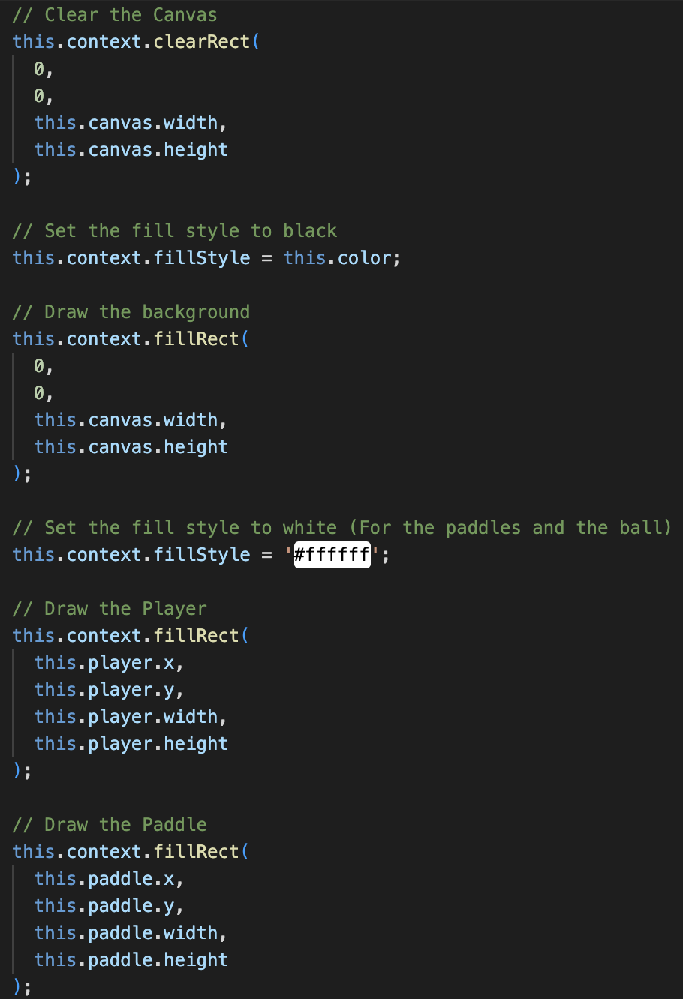 // Clear the Canvas
this.context.clearRect(
0,
0,
this.canvas.width,
this.canvas.height
);
// Set the fill style to black
this.context.fillStyle = this.color;
// Draw the background
this.context.fillRect(
0,
0,
this.canvas.width,
this.canvas.height
);
// Set the fill style to white (For the paddles and the ball)
this.context.fillStyle = '#ffffff';
// Draw the Player
this.context.fillRect(
this.player.x,
this.player.y,
this.player.width,
this.player.height
);
// Draw the Paddle
this.context.fillRect(
this.paddle.x,
this.paddle.y,
this.paddle.width,
this.paddle.height
);